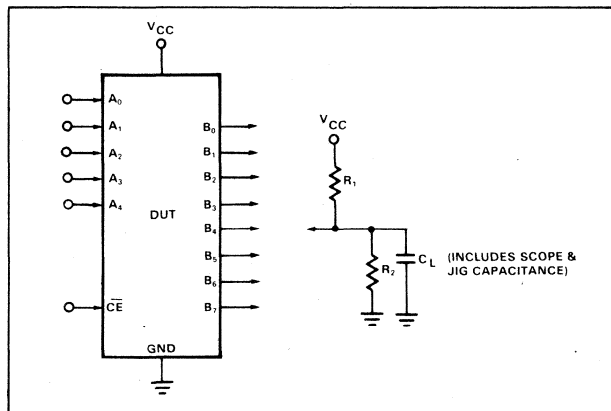 VCC
A0
A1
A2
A3
A4
CE
DUT
GND
B0
B1
B2
B3
B4
B5
B6
B7
VCC
R1
R2
CL
(INCLUDES SCOPE &
JIG CAPACITANCE)